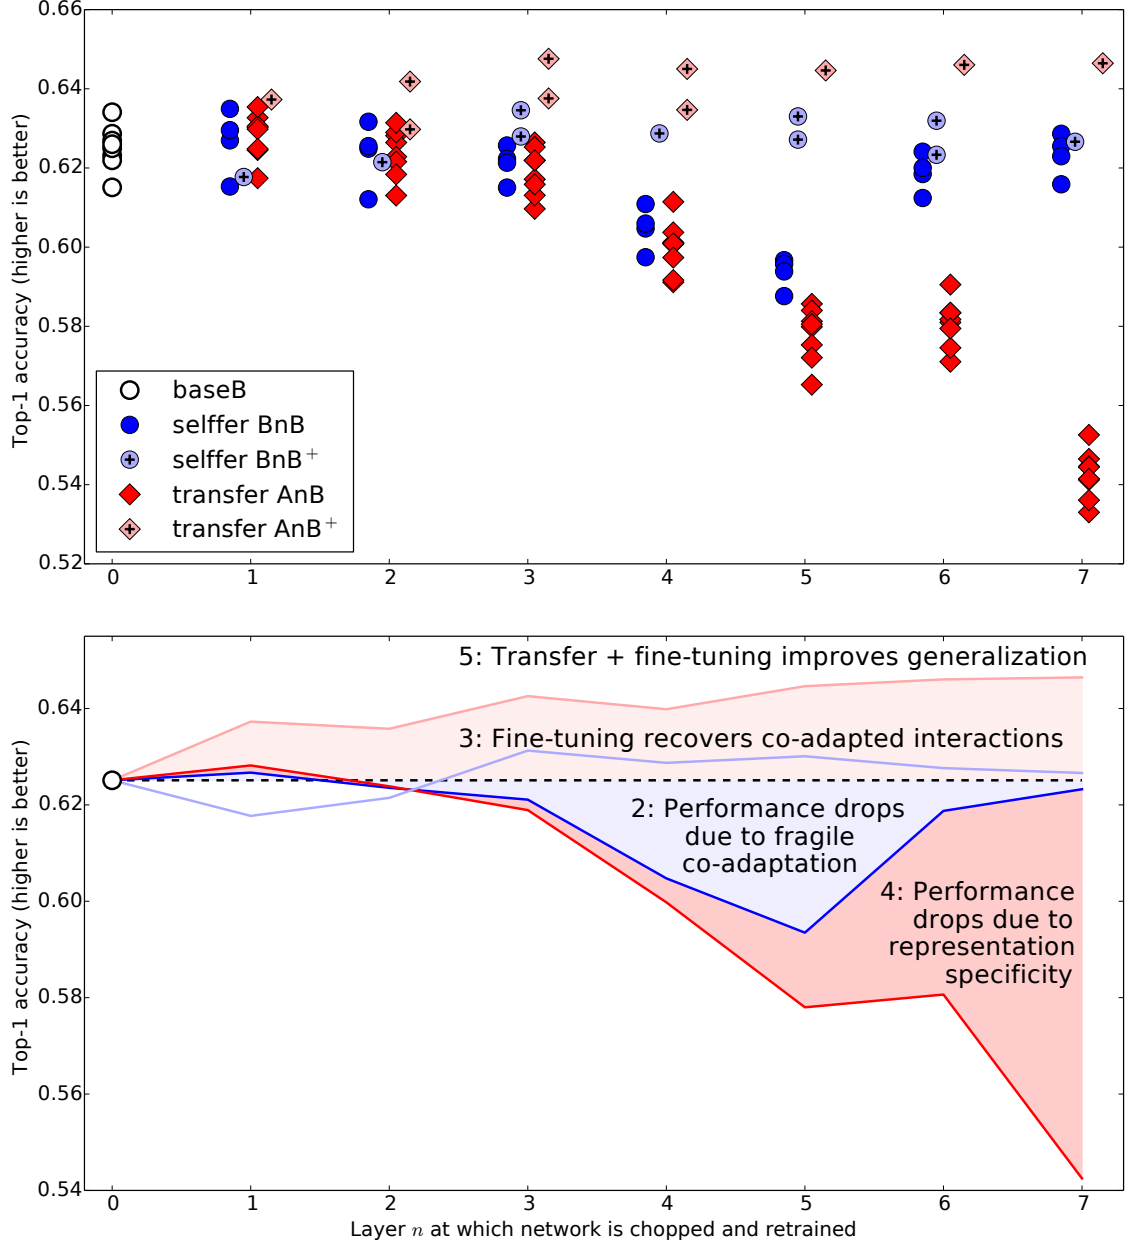 0.66
0.64
0.62
0.60
0.58
0.56
0.54
0.52
Top-1 accuracy (higher is better)
baseB
selffer BnB
selffer BnB⁺
transfer AnB
transfer AnB⁺
0 1 2 3 4 5 6 7
5: Transfer + fine-tuning improves generalization
3: Fine-tuning recovers co-adapted interactions
2: Performance drops
due to fragile
co-adaptation
4: Performance
drops due to
representation
specificity
0.64
0.62
0.60
0.58
0.56
0.54
Top-1 accuracy (higher is better)
0 1 2 3 4 5 6 7
Layer n at which network is chopped and retrained